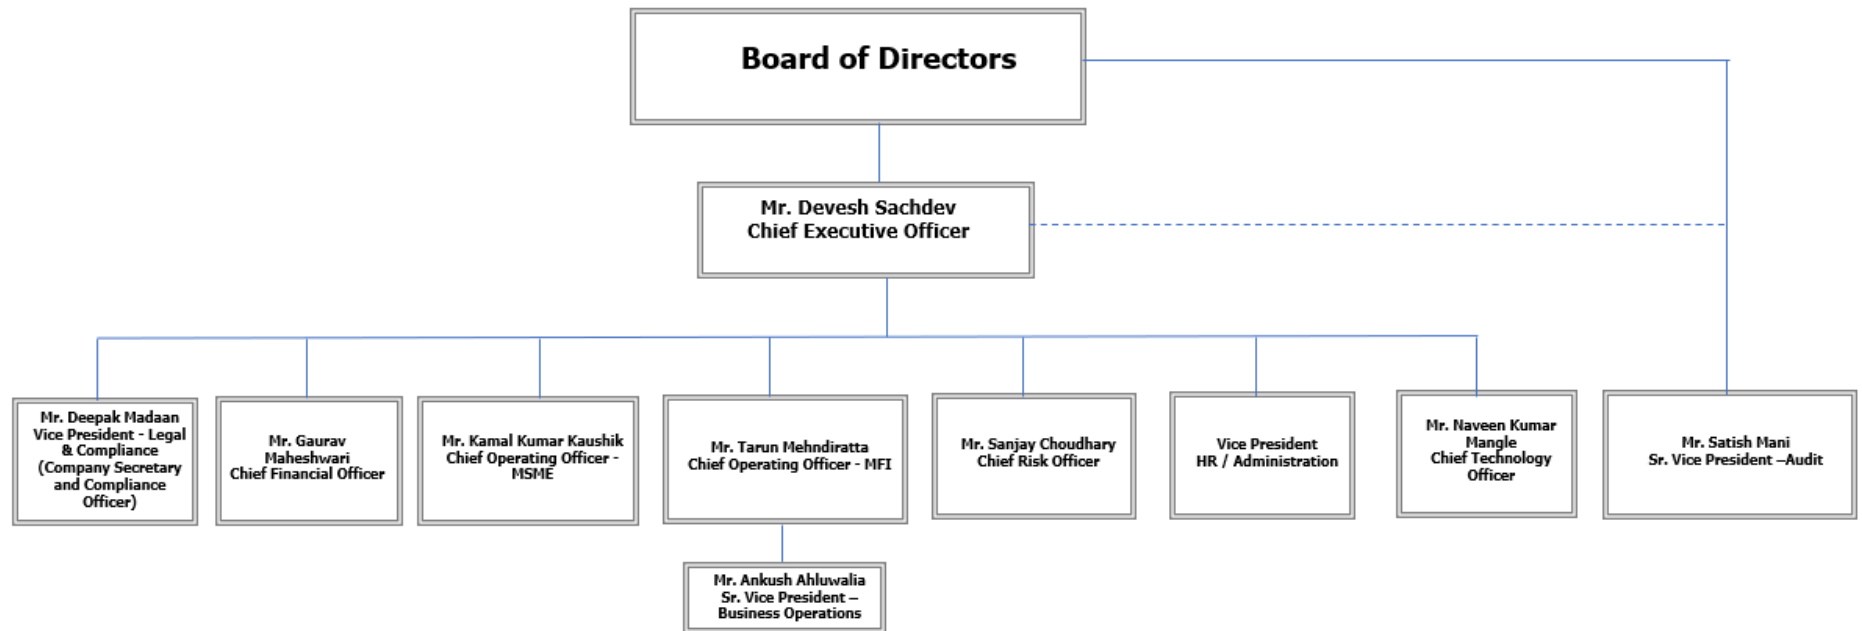 Board of Directors
Mr. Devesh Sachdev
Chief Executive Officer
Mr. Deepak Madaan
Vice President - Legal
& Compliance
(Company Secretary
and Compliance
Officer)
Mr. Gaurav
Maheshwari
Chief Financial Officer
Mr. Kamal Kumar Kaushik
Chief Operating Officer -
MSME
Mr. Tarun Mehndiratta
Chief Operating Officer - MFI
Mr. Sanjay Choudhary
Chief Risk Officer
Vice President
HR / Administration
Mr. Naveen Kumar
Mangle
Chief Technology
Officer
Mr. Satish Mani
Sr. Vice President –Audit
Mr. Ankush Ahluwalia
Sr. Vice President –
Business Operations